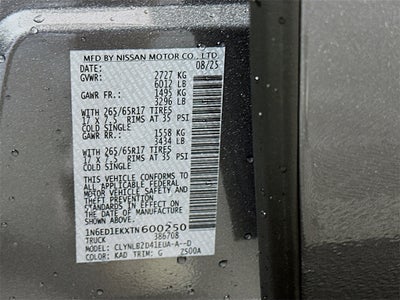 MFD BY NISSAN MOTOR CO., LTD.
DATE: 08/25
GVWR: 2727 KG
6012 LB
GAWR FR.: 1495 KG
3296 LB
WITH 265/65R17 TIRES
17 X 7.5 RIMS AT 35 PSI
COLD SINGLE
GAWR RR.: 1558 KG
3434 LB
WITH 265/65R17 TIRES
17 X 7.5 RIMS AT 35 PSI
COLD SINGLE
THIS VEHICLE CONFORMS
TO ALL APPLICABLE FEDERAL
MOTOR VEHICLE SAFETY AND
THEFT PREVENTION
STANDARDS IN EFFECT ON
THE DATE OF MANUFACTURE
SHOWN ABOVE.
1N6ED1EKXTN600250
TRUCK 386708
MODEL: CLYNLBZD41EUA-A--D
COLOR: KAD TRIM: G ZS00A